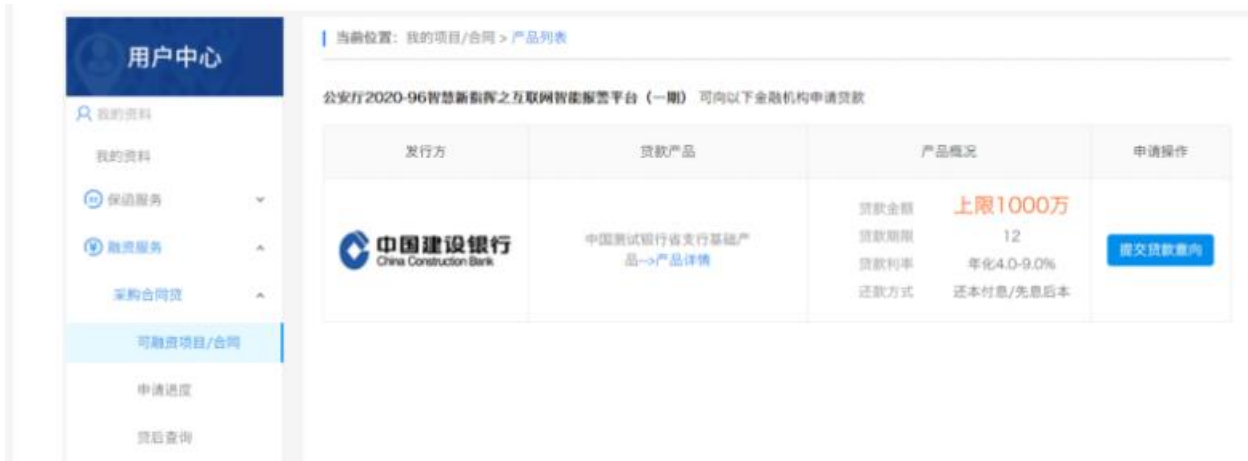 用户中心
我的资料
我的资料
保函服务
融资服务
采购合同贷
可融资项目/合同
申请进度
贷后查询
当前位置：我的项目/合同 > 产品列表
公安厅2020-96智慧新指挥之互联网智能报警平台（一期） 可向以下金融机构申请贷款
发行方 贷款产品 产品概况 申请操作
中国建设银行
China Construction Bank
中国测试银行省支行基础产
品-->产品详情
贷款金额 上限1000万
贷款期限 12
贷款利率 年化4.0-9.0%
还款方式 还本付息/先息后本
提交贷款意向